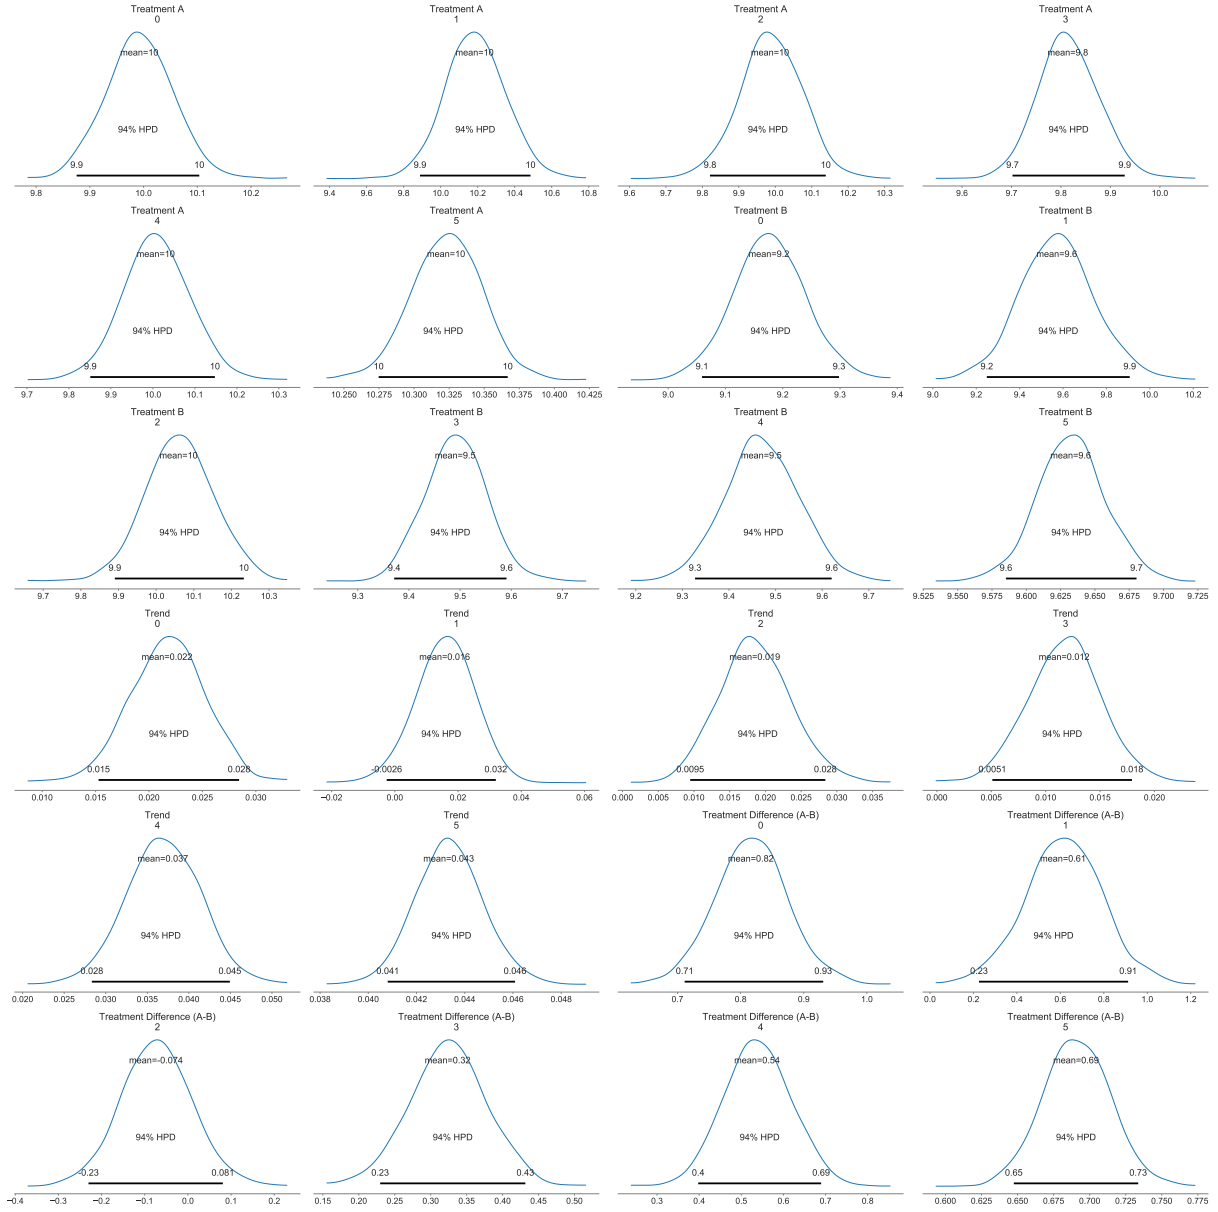 Treatment A
0
mean=10
94% HPD
9.9 10
9.8 9.9 10.0 10.1 10.2
Treatment A
1
mean=10
94% HPD
9.9 10
9.4 9.6 9.8 10.0 10.2 10.4 10.6 10.8
Treatment A
2
mean=10
94% HPD
9.8 10
9.6 9.7 9.8 9.9 10.0 10.1 10.2 10.3
Treatment A
3
mean=9.8
94% HPD
9.7 9.9
9.6 9.7 9.8 9.9 10.0
Treatment A
4
mean=10
94% HPD
9.9 10
9.7 9.8 9.9 10.0 10.1 10.2 10.3
Treatment A
5
mean=10
94% HPD
10 10
10.250 10.275 10.300 10.325 10.350 10.375 10.400 10.425
Treatment B
0
mean=9.2
94% HPD
9.1 9.3
9.0 9.1 9.2 9.3 9.4
Treatment B
1
mean=9.6
94% HPD
9.2 9.9
9.0 9.2 9.4 9.6 9.8 10.0 10.2
Treatment B
2
mean=10
94% HPD
9.9 10
9.7 9.8 9.9 10.0 10.1 10.2 10.3
Treatment B
3
mean=9.5
94% HPD
9.4 9.6
9.3 9.4 9.5 9.6 9.7
Treatment B
4
mean=9.5
94% HPD
9.3 9.6
9.2 9.3 9.4 9.5 9.6 9.7
Treatment B
5
mean=9.6
94% HPD
9.6 9.7
9.525 9.550 9.575 9.600 9.625 9.650 9.675 9.700 9.725
Trend
0
mean=0.022
94% HPD
0.015 0.028
0.010 0.015 0.020 0.025 0.030
Trend
1
mean=0.016
94% HPD
-0.0026 0.032
−0.02 0.00 0.02 0.04 0.06
Trend
2
mean=0.019
94% HPD
0.0095 0.028
0.000 0.005 0.010 0.015 0.020 0.025 0.030 0.035
Trend
3
mean=0.012
94% HPD
0.0051 0.018
0.000 0.005 0.010 0.015 0.020
Trend
4
mean=0.037
94% HPD
0.028 0.045
0.020 0.025 0.030 0.035 0.040 0.045 0.050
Trend
5
mean=0.043
94% HPD
0.041 0.046
0.038 0.040 0.042 0.044 0.046 0.048
Treatment Difference (A-B)
0
mean=0.82
94% HPD
0.71 0.93
0.7 0.8 0.9 1.0
Treatment Difference (A-B)
1
mean=0.61
94% HPD
0.23 0.91
0.0 0.2 0.4 0.6 0.8 1.0 1.2
Treatment Difference (A-B)
2
mean=-0.074
94% HPD
-0.23 0.081
−0.4 −0.3 −0.2 −0.1 0.0 0.1 0.2
Treatment Difference (A-B)
3
mean=0.32
94% HPD
0.23 0.43
0.15 0.20 0.25 0.30 0.35 0.40 0.45 0.50
Treatment Difference (A-B)
4
mean=0.54
94% HPD
0.4 0.69
0.3 0.4 0.5 0.6 0.7 0.8
Treatment Difference (A-B)
5
mean=0.69
94% HPD
0.65 0.73
0.600 0.625 0.650 0.675 0.700 0.725 0.750 0.775